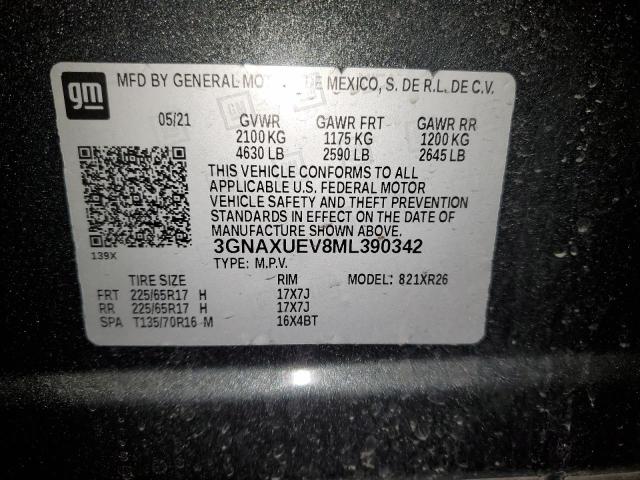 gm
MFD BY GENERAL MOTORS DE MEXICO, S. DE R.L. DE C.V.
05/21 GVWR GAWR FRT GAWR RR
2100 KG 1175 KG 1200 KG
4630 LB 2590 LB 2645 LB
THIS VEHICLE CONFORMS TO ALL
APPLICABLE U.S. FEDERAL MOTOR
VEHICLE SAFETY AND THEFT PREVENTION
STANDARDS IN EFFECT ON THE DATE OF
MANUFACTURE SHOWN ABOVE.
3GNAXUEV8ML390342
139X
TYPE: M.P.V.
TIRE SIZE RIM MODEL: 821XR26
FRT 225/65R17 H 17X7J
RR 225/65R17 H 17X7J
SPA T135/70R16 M 16X4BT